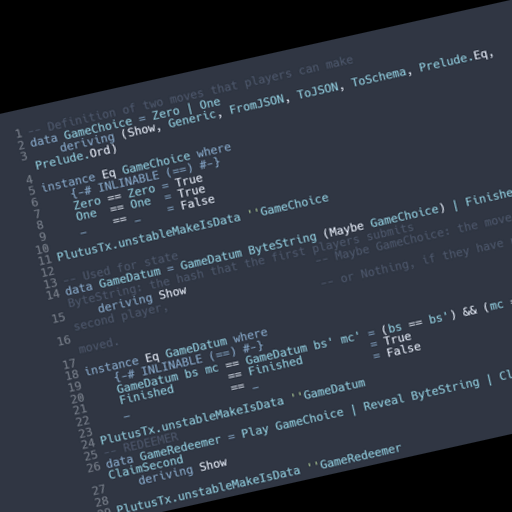 1 -- Definition of two moves that players can make
2 data GameChoice = Zero | One
3 deriving (Show, Generic, FromJSON, ToJSON, ToSchema, Prelude.Eq,
Prelude.Ord)
4
5 instance Eq GameChoice where
6 {-# INLINABLE (==) #-}
7 Zero == Zero = True
8 One == One = True
9 _ == _ = False
10
11 PlutusTx.unstableMakeIsData ''GameChoice
12
13 -- Used for state
14 data GameDatum = GameDatum ByteString (Maybe GameChoice) | Finished
ByteString: the hash that the first players submits
15 deriving Show -- Maybe GameChoice: the move
second player,
16 -- or Nothing, if they have
moved.
17
18 instance Eq GameDatum where
19 {-# INLINABLE (==) #-}
20 GameDatum bs mc == GameDatum bs' mc' = (bs == bs') && (mc =
21 Finished == Finished = True
22 _ == _ = False
23
24 PlutusTx.unstableMakeIsData ''GameDatum
25 -- REDEEMER
26 data GameRedeemer = Play GameChoice | Reveal ByteString | Cl
ClaimSecond
27 deriving Show
28
29 PlutusTx.unstableMakeIsData ''GameRedeemer